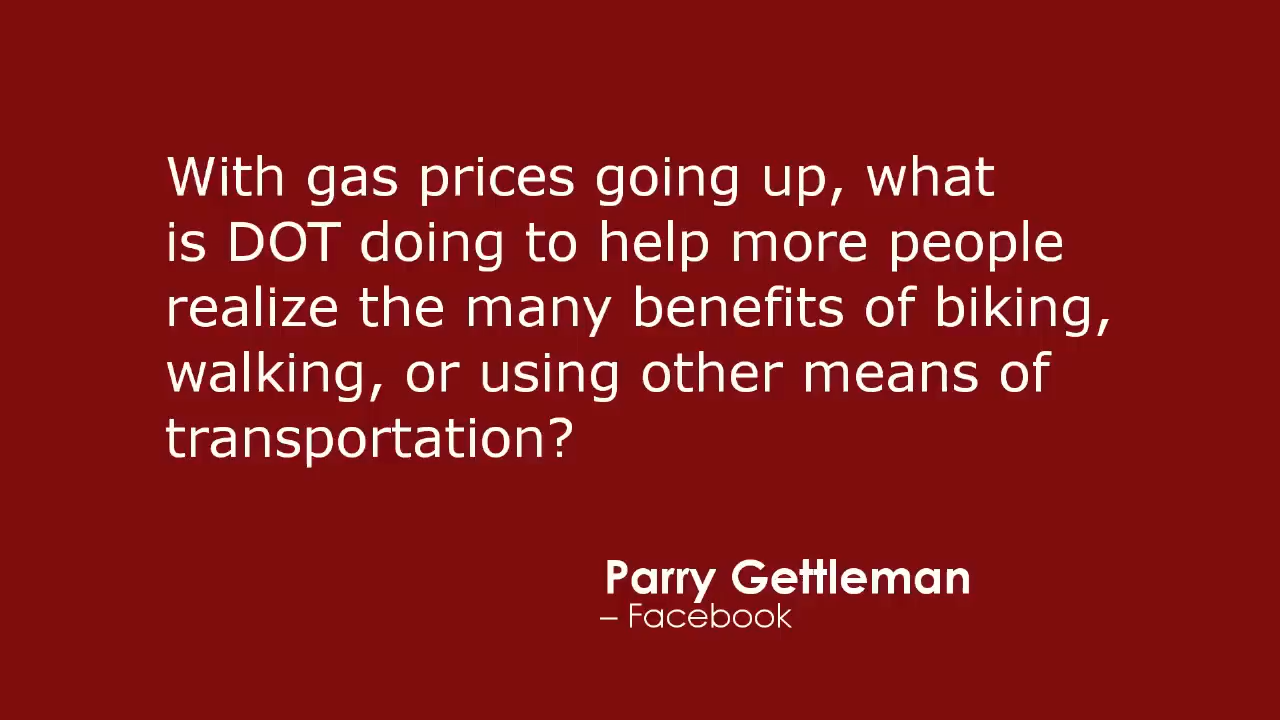 With gas prices going up, what
is DOT doing to help more people
realize the many benefits of biking,
walking, or using other means of
transportation?
Parry Gettleman
– Facebook